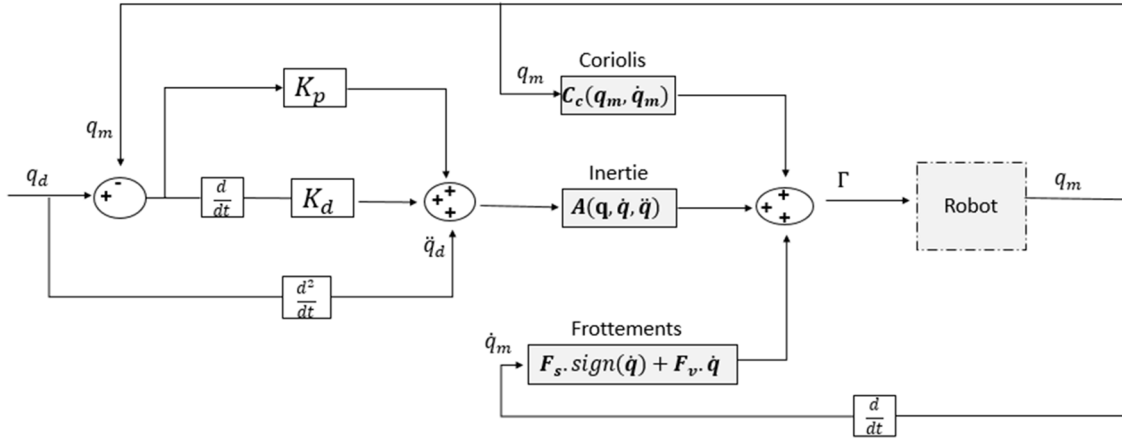 Coriolis
q_m
C_c(q_m, q̇_m)
K_p
q_m
q_d
+ -
d/dt
K_d
+ + +
Inertie
A(q, q̇, q̈)
+ + +
Γ
Robot
q_m
q̈_d
d²/dt
Frottements
q̇_m
F_s.sign(q̇) + F_v.q̇
d/dt